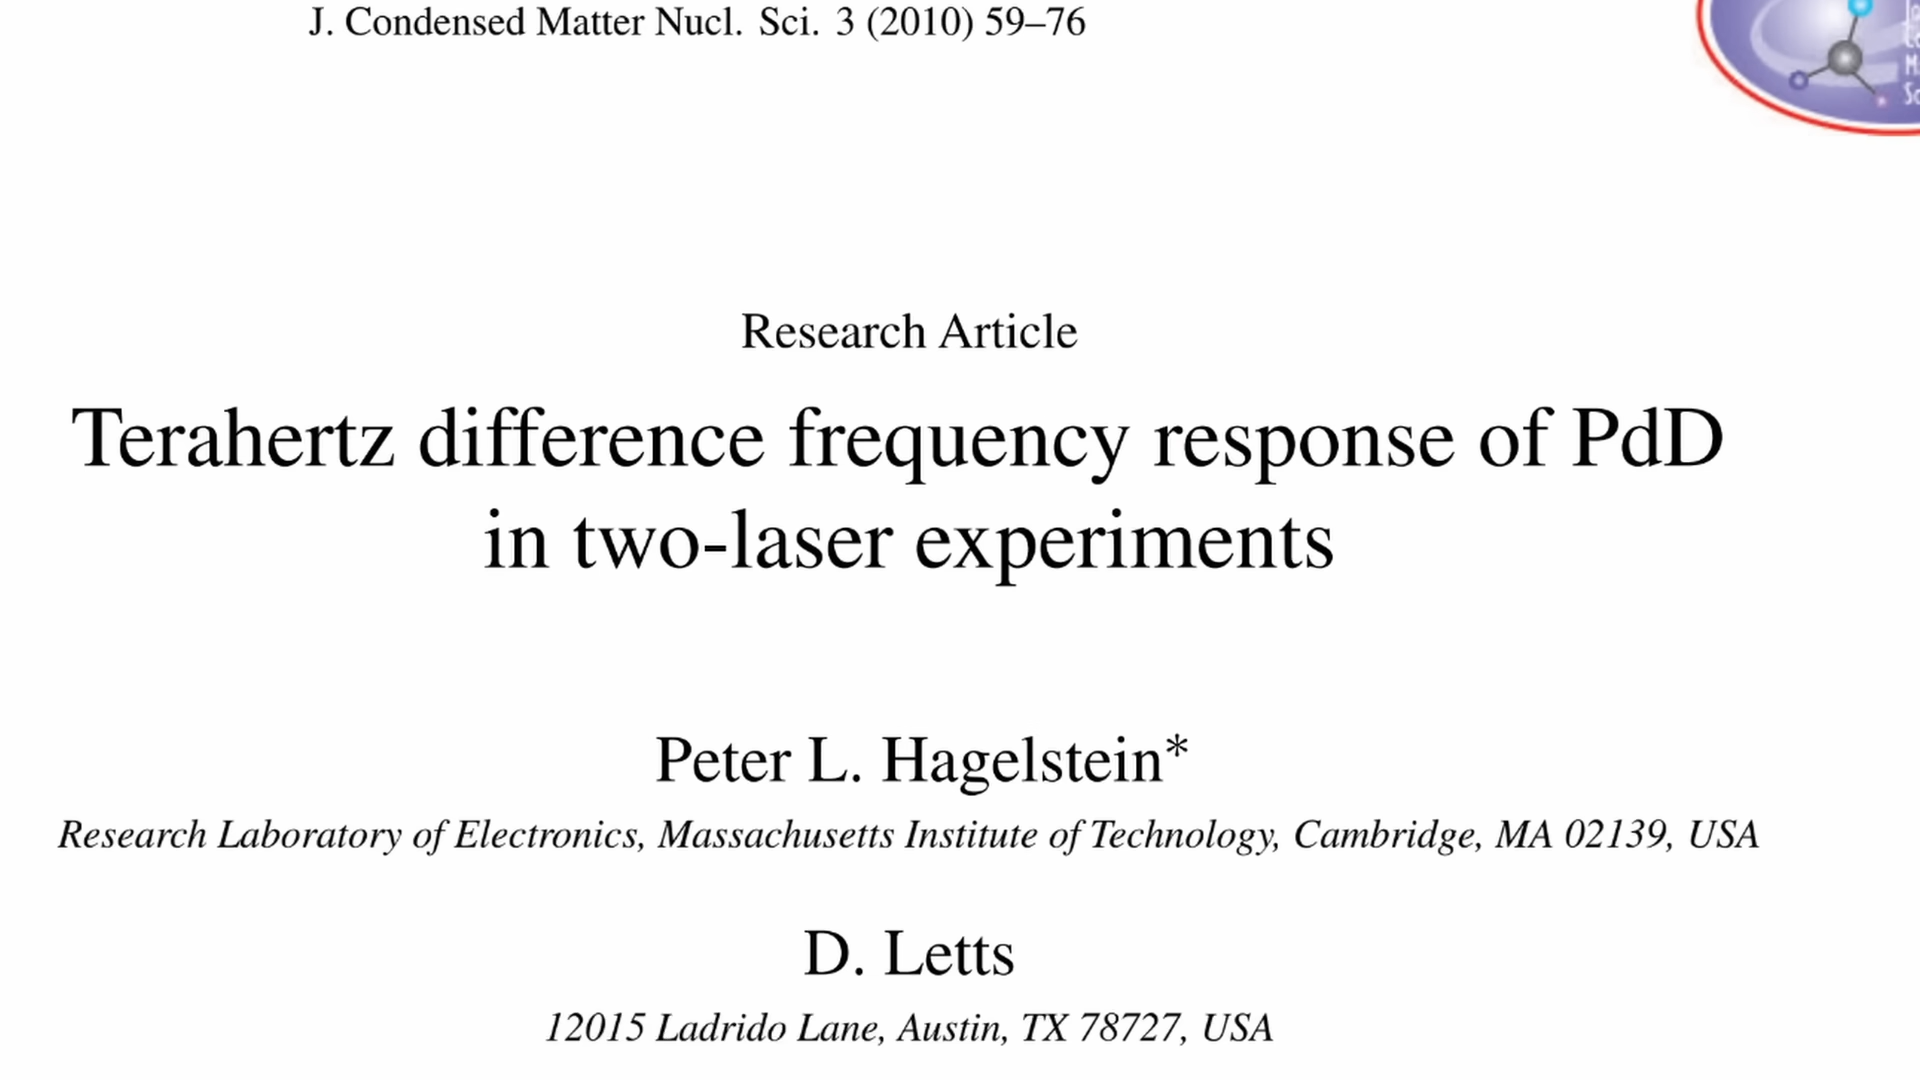 J. Condensed Matter Nucl. Sci. 3 (2010) 59–76
Research Article
Terahertz difference frequency response of PdD
in two-laser experiments
Peter L. Hagelstein*
Research Laboratory of Electronics, Massachusetts Institute of Technology, Cambridge, MA 02139, USA
D. Letts
12015 Ladrido Lane, Austin, TX 78727, USA